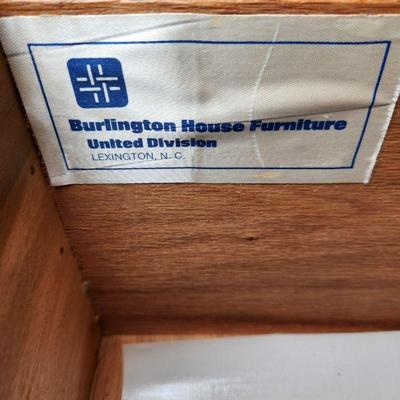 Burlington House Furniture
United Division
LEXINGTON, N. C.